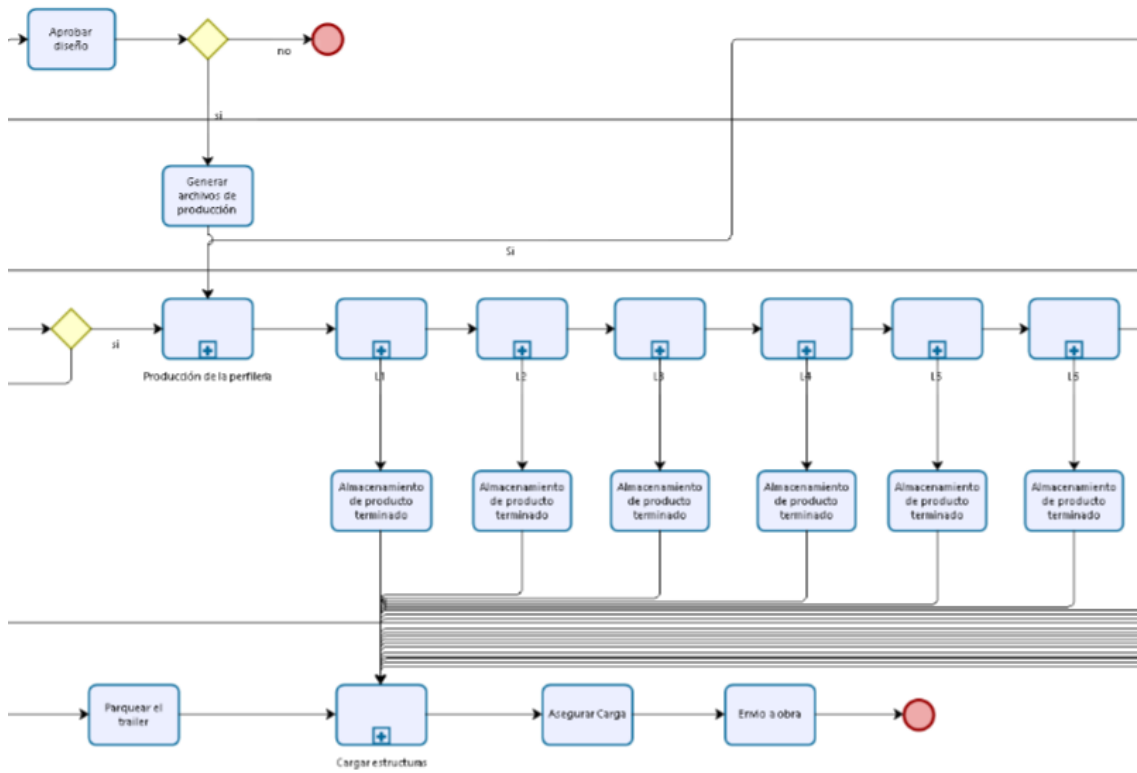 Aprobar
diseño
no
si
Generar
archivos de
producción
Si
si
Producción de la perfilería
L1
L2
L3
L4
L5
L6
Almacenamiento
de producto
terminado
Almacenamiento
de producto
terminado
Almacenamiento
de producto
terminado
Almacenamiento
de producto
terminado
Almacenamiento
de producto
terminado
Almacenamiento
de producto
terminado
Parquear el
trailer
Asegurar Carga
Envio a obra
Cargar estructuras